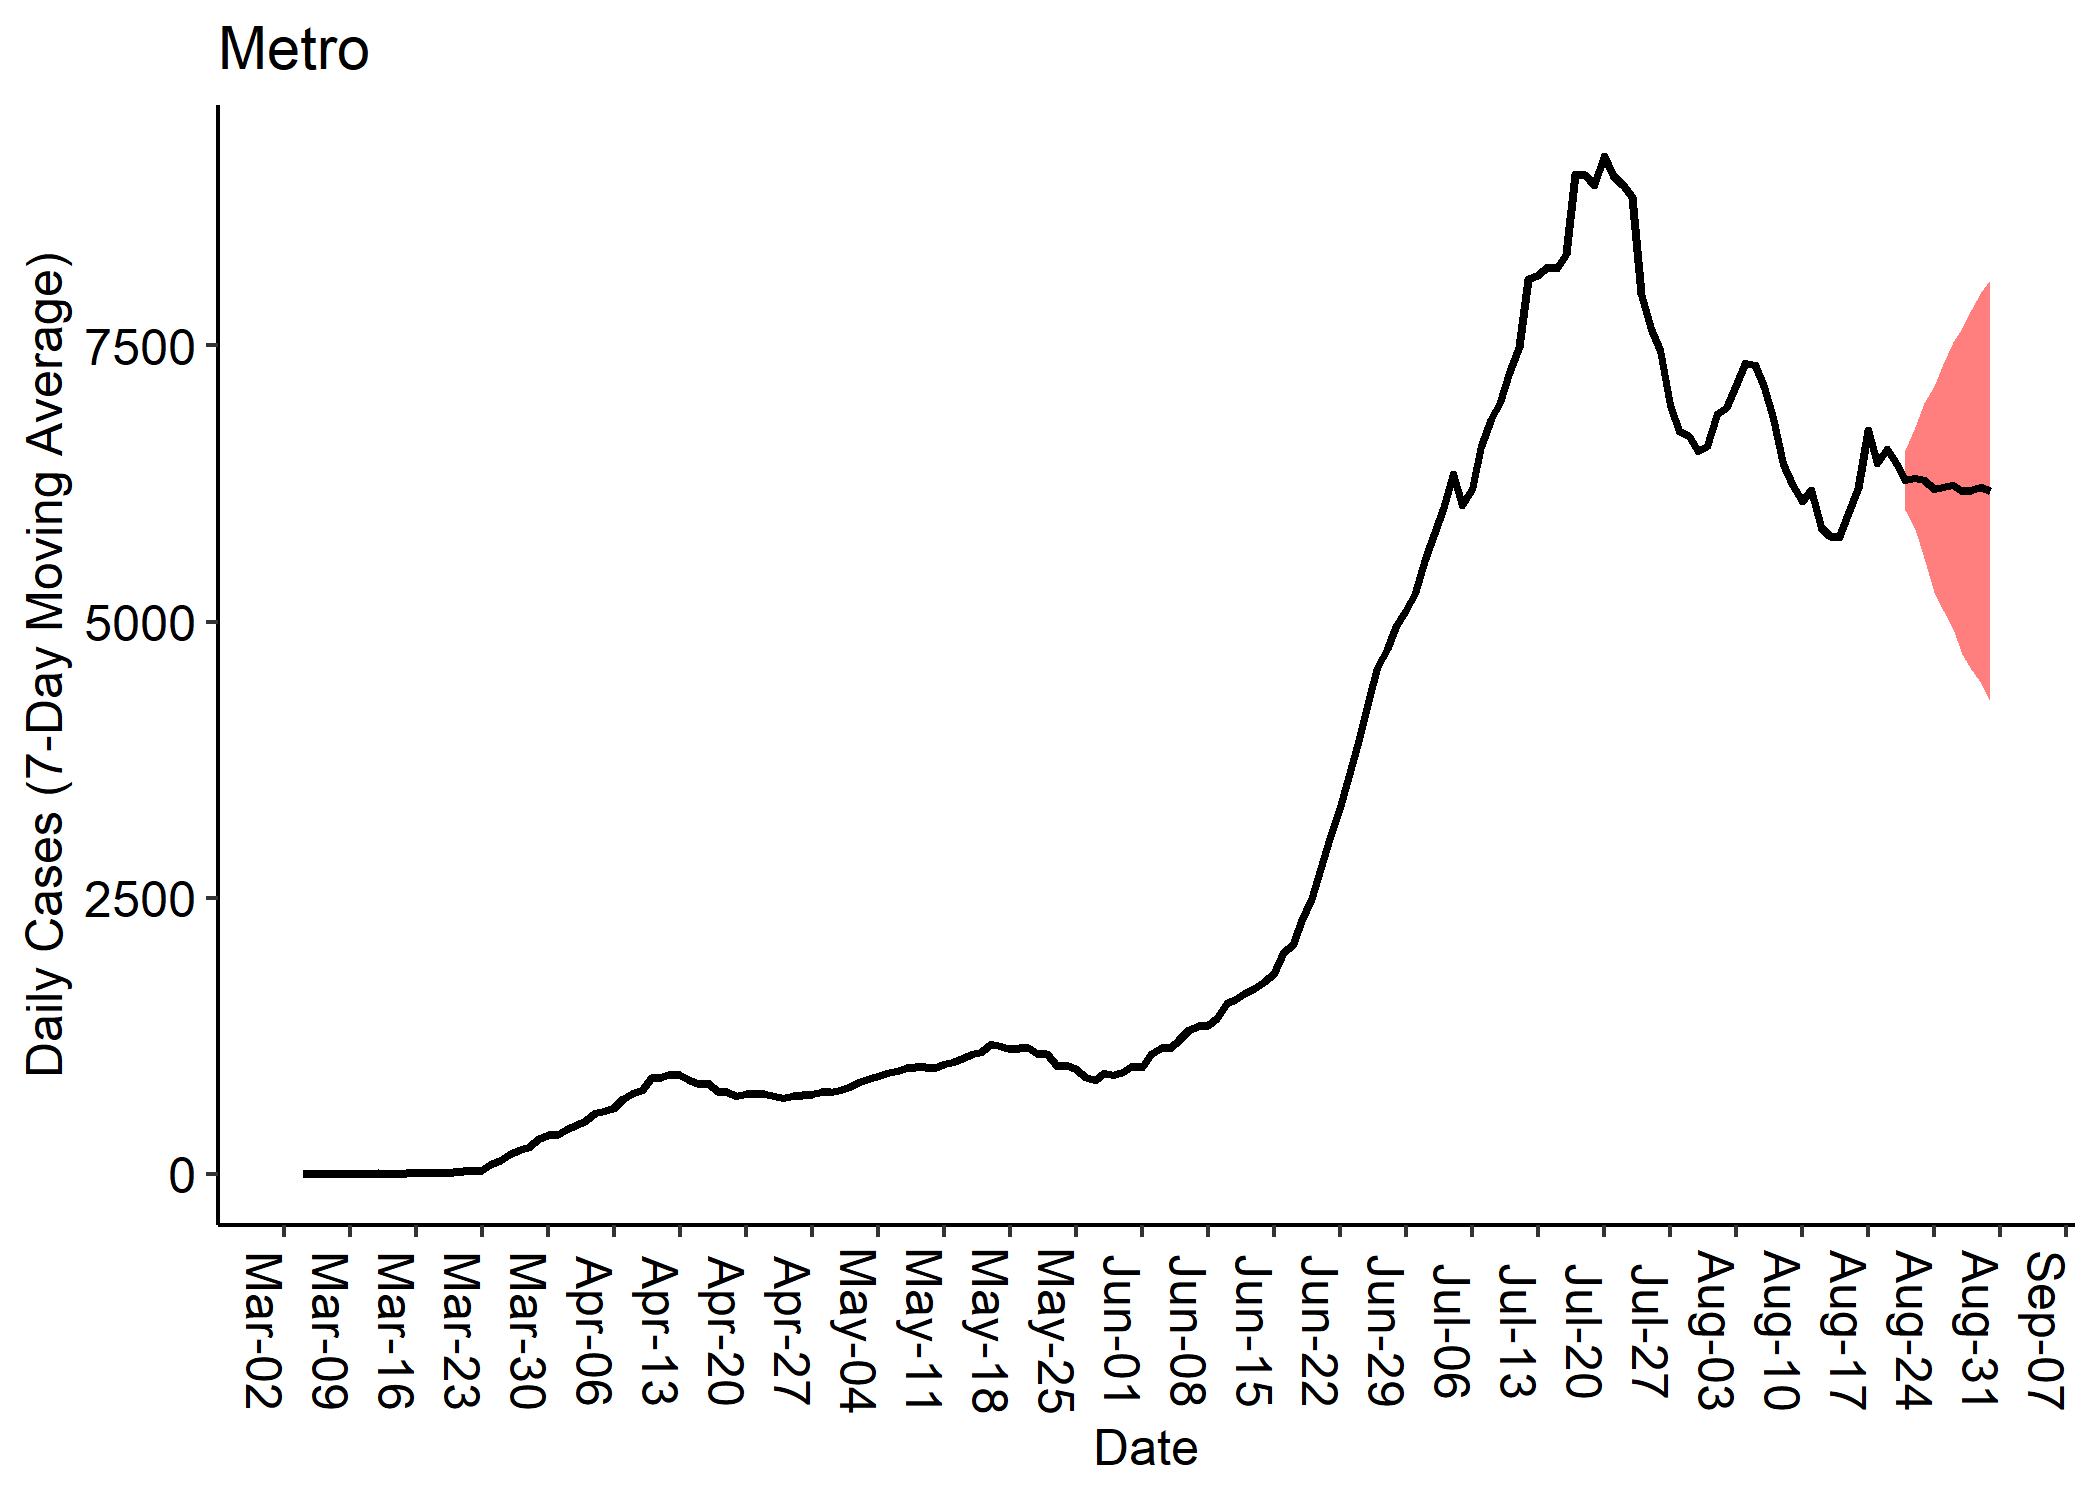 Metro
Daily Cases (7-Day Moving Average)
7500
5000
2500
0
Mar-02
Mar-09
Mar-16
Mar-23
Mar-30
Apr-06
Apr-13
Apr-20
Apr-27
May-04
May-11
May-18
May-25
Jun-01
Jun-08
Jun-15
Jun-22
Jun-29
Jul-06
Jul-13
Jul-20
Jul-27
Aug-03
Aug-10
Aug-17
Aug-24
Aug-31
Sep-07
Date